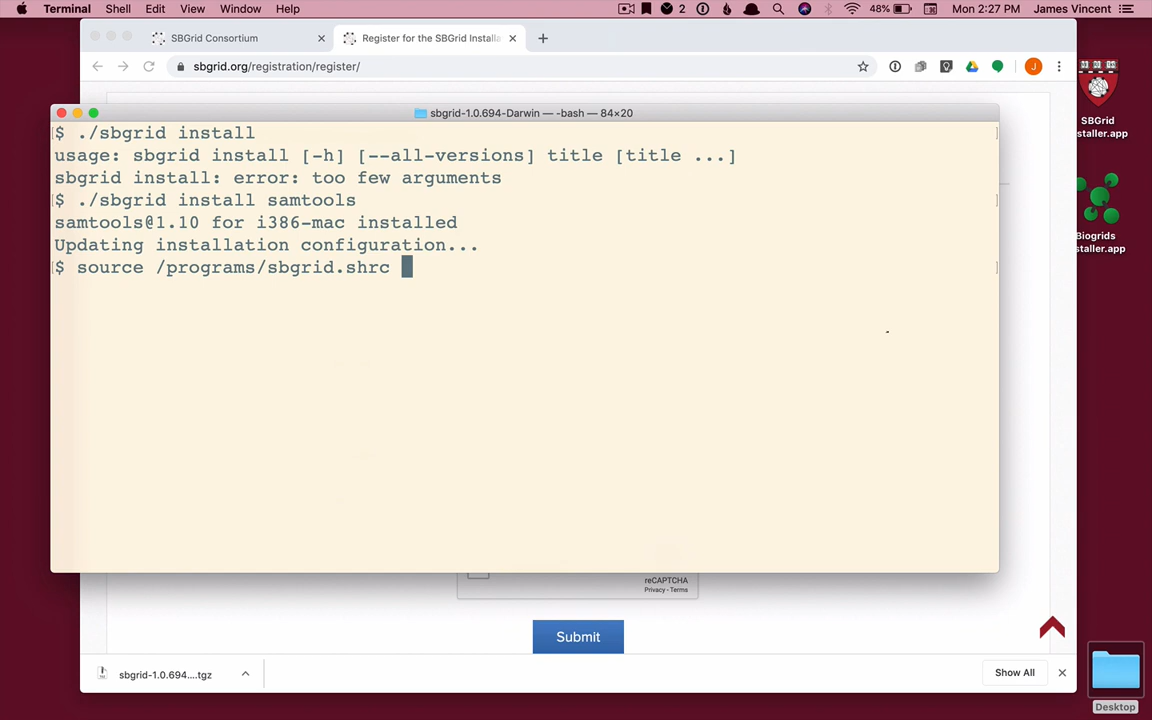 Terminal Shell Edit View Window Help 2 48% Mon 2:27 PM James Vincent
SBGrid Consortium Register for the SBGrid Installa
sbgrid.org/registration/register/ J
sbgrid-1.0.694-Darwin — -bash — 84×20
$ ./sbgrid install
usage: sbgrid install [-h] [--all-versions] title [title ...]
sbgrid install: error: too few arguments
$ ./sbgrid install samtools
samtools@1.10 for i386-mac installed
Updating installation configuration...
$ source /programs/sbgrid.shrc
SBGrid
staller.app
Biogrids
staller.app
reCAPTCHA
Privacy - Terms
Submit
sbgrid-1.0.694....tgz Show All
Desktop